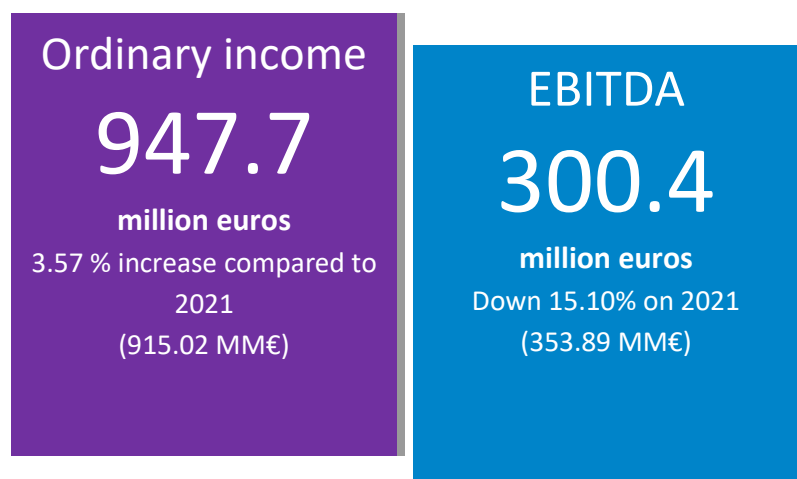 Ordinary income
947.7
million euros
3.57 % increase compared to
2021
(915.02 MM€)
EBITDA
300.4
million euros
Down 15.10% on 2021
(353.89 MM€)